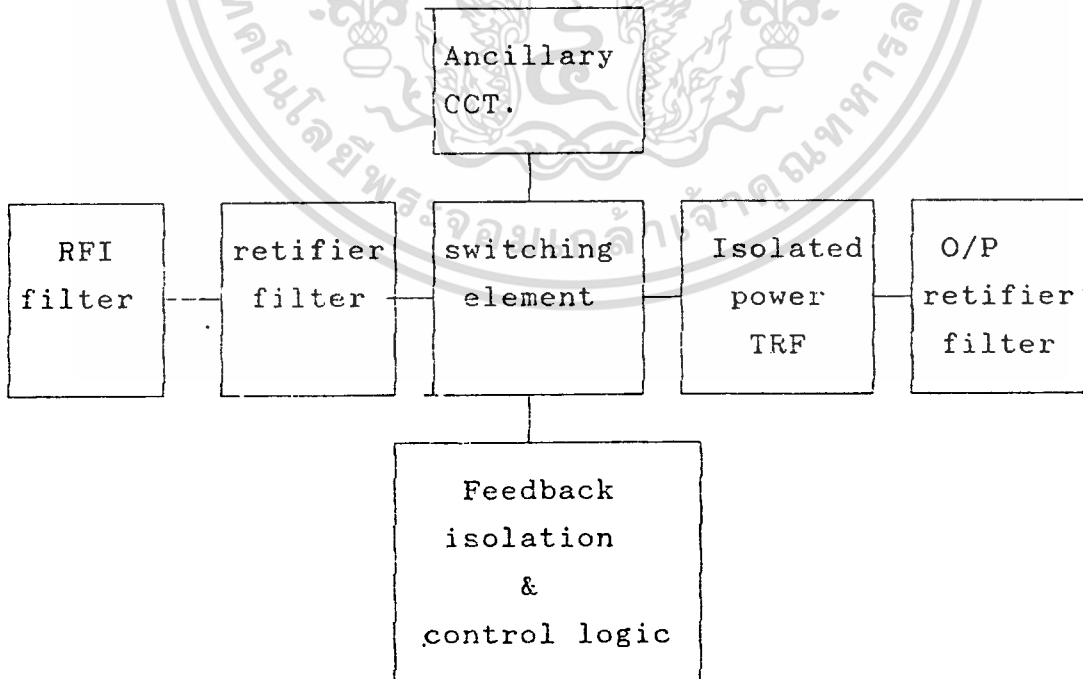 Ancillary
CCT.
RFI
filter
retifier
filter
switching
element
Isolated
power
TRF
O/P
retifier
filter
Feedback
isolation
&
control logic